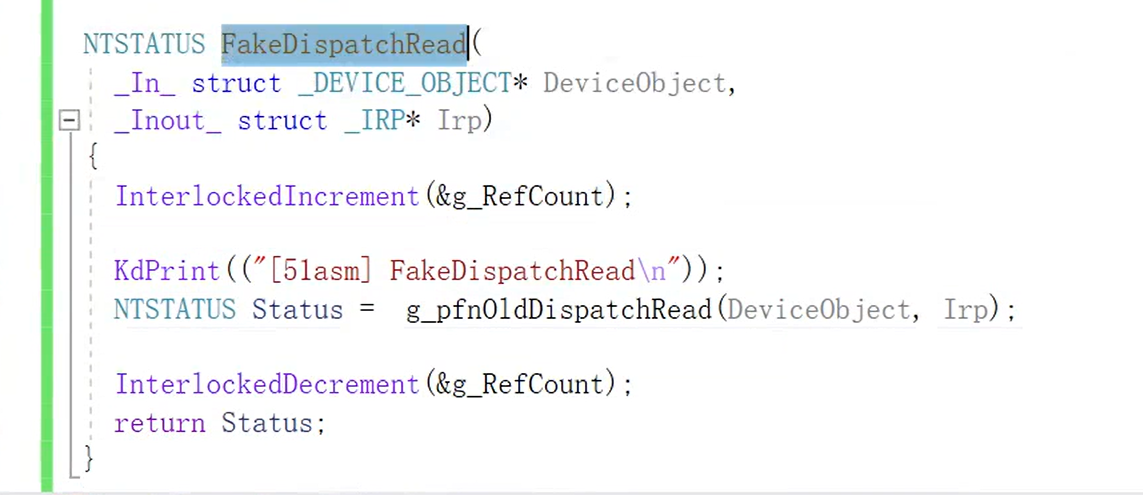 NTSTATUS FakeDispatchRead(
_In_ struct _DEVICE_OBJECT* DeviceObject,
_Inout_ struct _IRP* Irp)
{
InterlockedIncrement(&g_RefCount);
KdPrint(("[51asm] FakeDispatchRead\n"));
NTSTATUS Status =  g_pfnOldDispatchRead(DeviceObject, Irp);
InterlockedDecrement(&g_RefCount);
return Status;
}